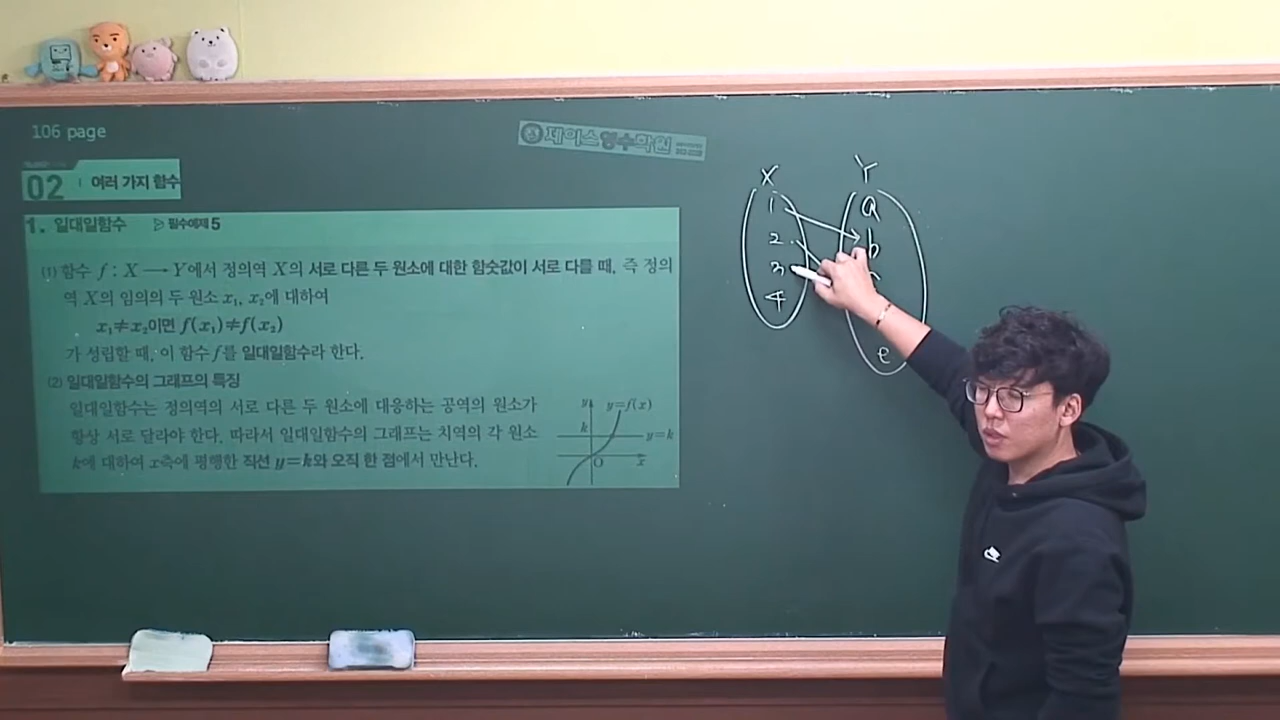 106 page
제이스영수학원
02 여러 가지 함수
1. 일대일함수 ▷ 필수예제 5
(1) 함수 f : X → Y에서 정의역 X의 서로 다른 두 원소에 대한 함숫값이 서로 다를 때, 즉 정의
역 X의 임의의 두 원소 x₁, x₂에 대하여
x₁≠x₂이면 f(x₁)≠f(x₂)
가 성립할 때, 이 함수 f를 일대일함수라 한다.
(2) 일대일함수의 그래프의 특징
일대일함수는 정의역의 서로 다른 두 원소에 대응하는 공역의 원소가
항상 서로 달라야 한다. 따라서 일대일함수의 그래프는 치역의 각 원소
k에 대하여 x축에 평행한 직선 y=k와 오직 한 점에서 만난다.
y y=f(x)
k y=k
O x
X Y
1 a
2 b
3
4
e